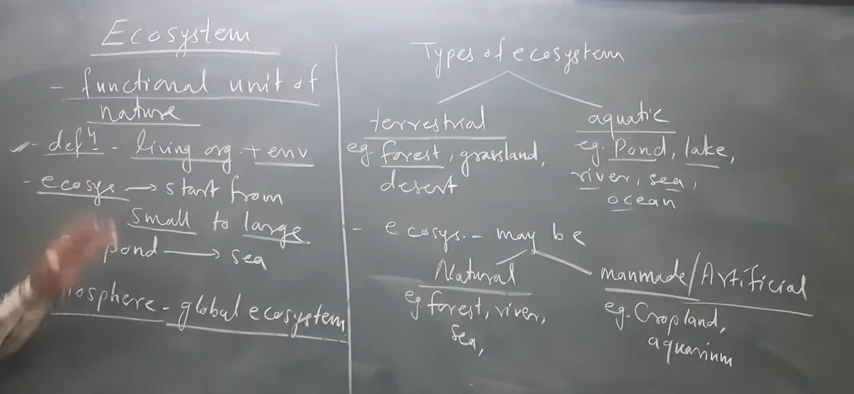 Ecosystem
- functional unit of
nature
- defⁿ - living org + env
- ecosys → start from
small to large
pond → sea
osphere - global ecosystem
Types of ecosystem
terrestrial
eg. forest, grassland,
desert
aquatic
eg. Pond, lake,
river, sea,
ocean
- ecosys. - may be
Natural
eg forest, river,
sea,
manmade/Artificial
eg. Cropland,
aquarium